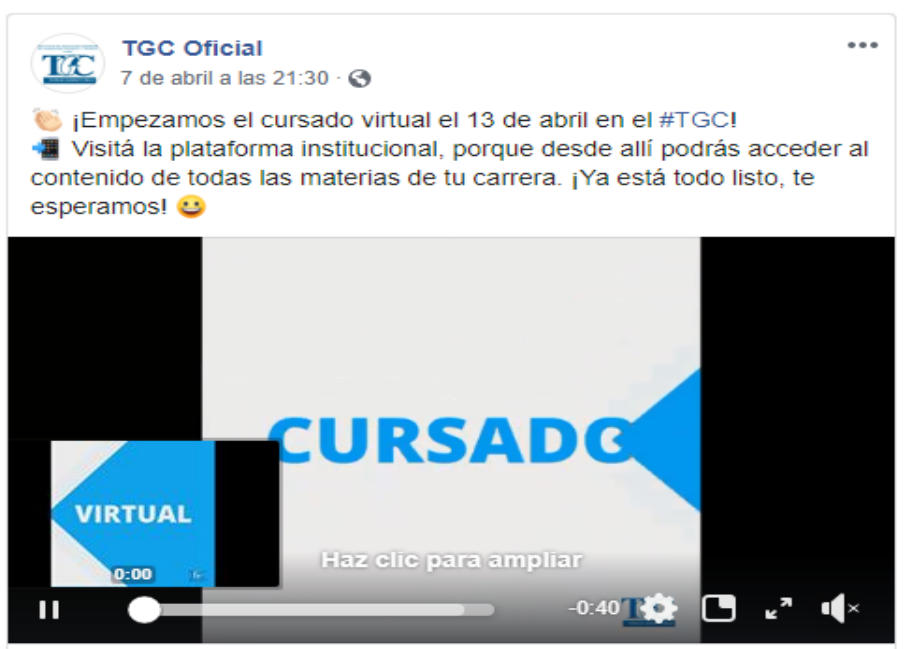 TGC Oficial
TGC
7 de abril a las 21:30 ·
¡Empezamos el cursado virtual el 13 de abril en el #TGC!
Visitá la plataforma institucional, porque desde allí podrás acceder al
contenido de todas las materias de tu carrera. ¡Ya está todo listo, te
esperamos!
CURSADO
VIRTUAL
Haz clic para ampliar
0:00
-0:40